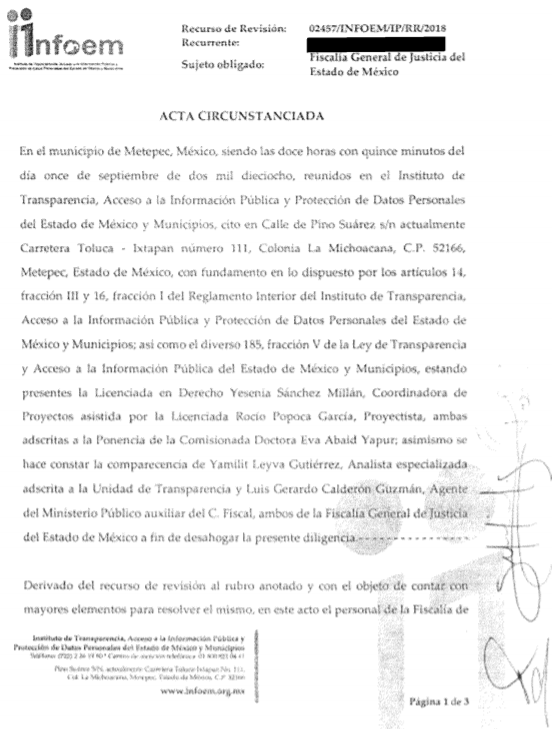 infoem
Instituto de Transparencia, Acceso a la Información Pública y
Protección de Datos Personales del Estado de México y Municipios
Recurso de Revisión: 02457/INFOEM/IP/RR/2018
Recurrente:
Sujeto obligado: Fiscalía General de Justicia del
Estado de México
ACTA CIRCUNSTANCIADA
En el municipio de Metepec, México, siendo las doce horas con quince minutos del
día once de septiembre de dos mil dieciocho, reunidos en el Instituto de
Transparencia, Acceso a la Información Pública y Protección de Datos Personales
del Estado de México y Municipios, cito en Calle de Pino Suárez s/n actualmente
Carretera Toluca - Ixtapan número 111, Colonia La Michoacana, C.P. 52166,
Metepec, Estado de México, con fundamento en lo dispuesto por los artículos 14,
fracción III y 16, fracción I del Reglamento Interior del Instituto de Transparencia,
Acceso a la Información Pública y Protección de Datos Personales del Estado de
México y Municipios; así como el diverso 185, fracción V de la Ley de Transparencia
y Acceso a la Información Pública del Estado de México y Municipios, estando
presentes la Licenciada en Derecho Yesenia Sánchez Millán, Coordinadora de
Proyectos asistida por la Licenciada Rocío Popoca García, Proyectista, ambas
adscritas a la Ponencia de la Comisionada Doctora Eva Abaid Yapur; asimismo se
hace constar la comparecencia de Yamilit Leyva Gutiérrez, Analista especializada
adscrita a la Unidad de Transparencia y Luis Gerardo Calderón Guzmán, Agente
del Ministerio Público auxiliar del C. Fiscal, ambos de la Fiscalía General de Justicia
del Estado de México a fin de desahogar la presente diligencia.- - - - - - - - - - - - - - -
Derivado del recurso de revisión al rubro anotado y con el objeto de contar con
mayores elementos para resolver el mismo, en este acto el personal de la Fiscalía de
Instituto de Transparencia, Acceso a la Información Pública y
Protección de Datos Personales del Estado de México y Municipios
Teléfono: (722) 2 26 19 80 * Centro de atención telefónica: 01 800 821 04 41
Pino Suárez S/N, actualmente Carretera Toluca-Ixtapan No. 111,
Col. La Michoacana, Metepec, Estado de México, C.P. 52166
www.infoem.org.mx
Página 1 de 3